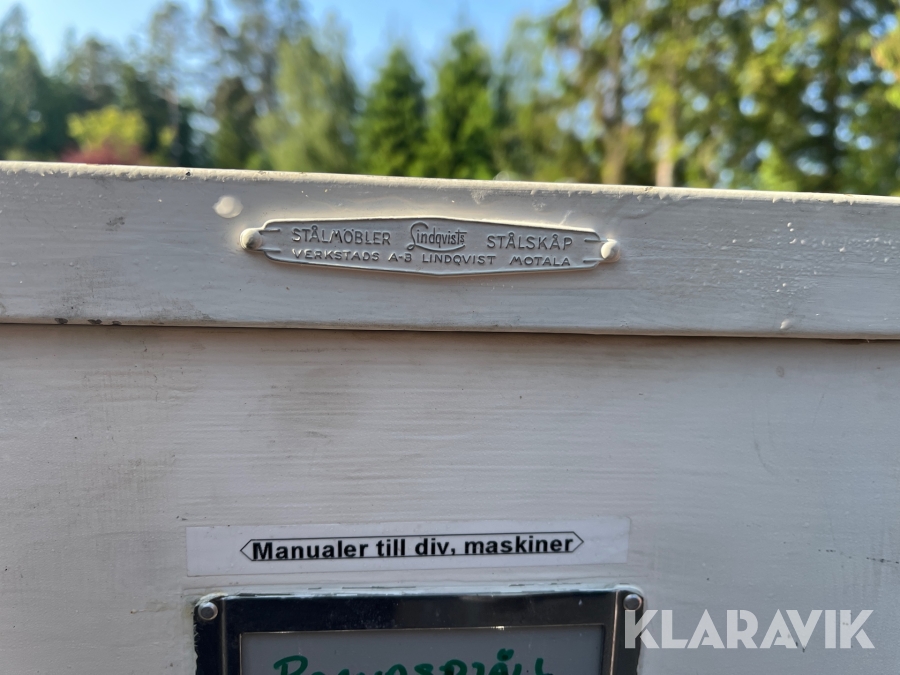 STÅLMÖBLER Lindqvists STÅLSKÅP
VERKSTADS A-B LINDQVIST MOTALA
Manualer till div, maskiner
KLARAVIK